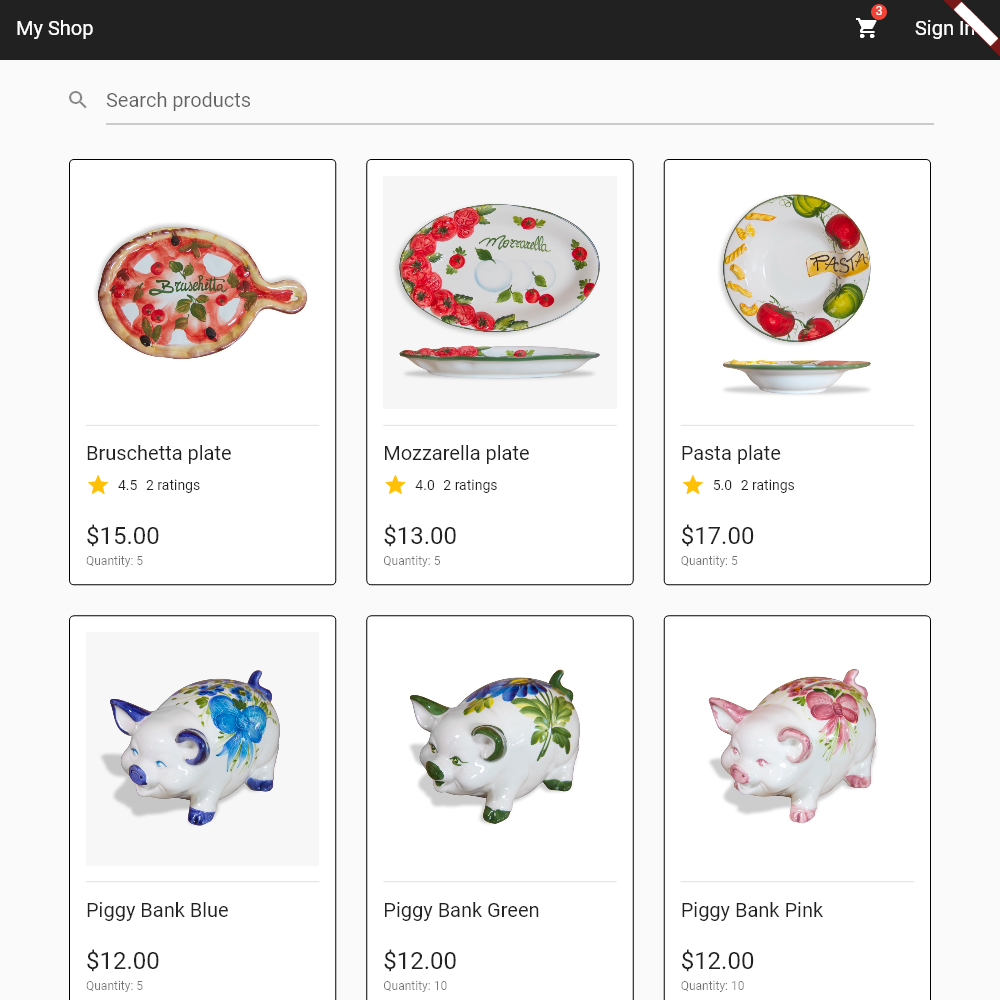 My Shop
3
Sign In
Search products
Bruschetta
Mozzarella
PASTA
Bruschetta plate
4.5 2 ratings
$15.00
Quantity: 5
Mozzarella plate
4.0 2 ratings
$13.00
Quantity: 5
Pasta plate
5.0 2 ratings
$17.00
Quantity: 5
Piggy Bank Blue
$12.00
Quantity: 5
Piggy Bank Green
$12.00
Quantity: 10
Piggy Bank Pink
$12.00
Quantity: 10